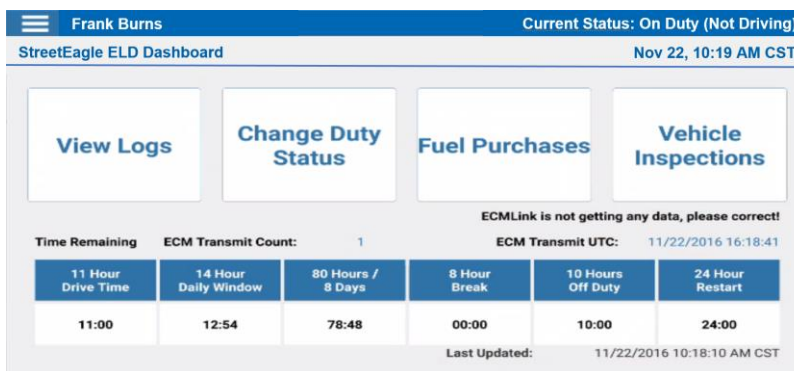 Frank Burns Current Status: On Duty (Not Driving)
StreetEagle ELD Dashboard Nov 22, 10:19 AM CST
View Logs
Change Duty
Status
Fuel Purchases
Vehicle
Inspections
ECMLink is not getting any data, please correct!
Time Remaining ECM Transmit Count: 1 ECM Transmit UTC: 11/22/2016 16:18:41
11 Hour
Drive Time
14 Hour
Daily Window
80 Hours /
8 Days
8 Hour
Break
10 Hours
Off Duty
24 Hour
Restart
11:00 12:54 78:48 00:00 10:00 24:00
Last Updated: 11/22/2016 10:18:10 AM CST